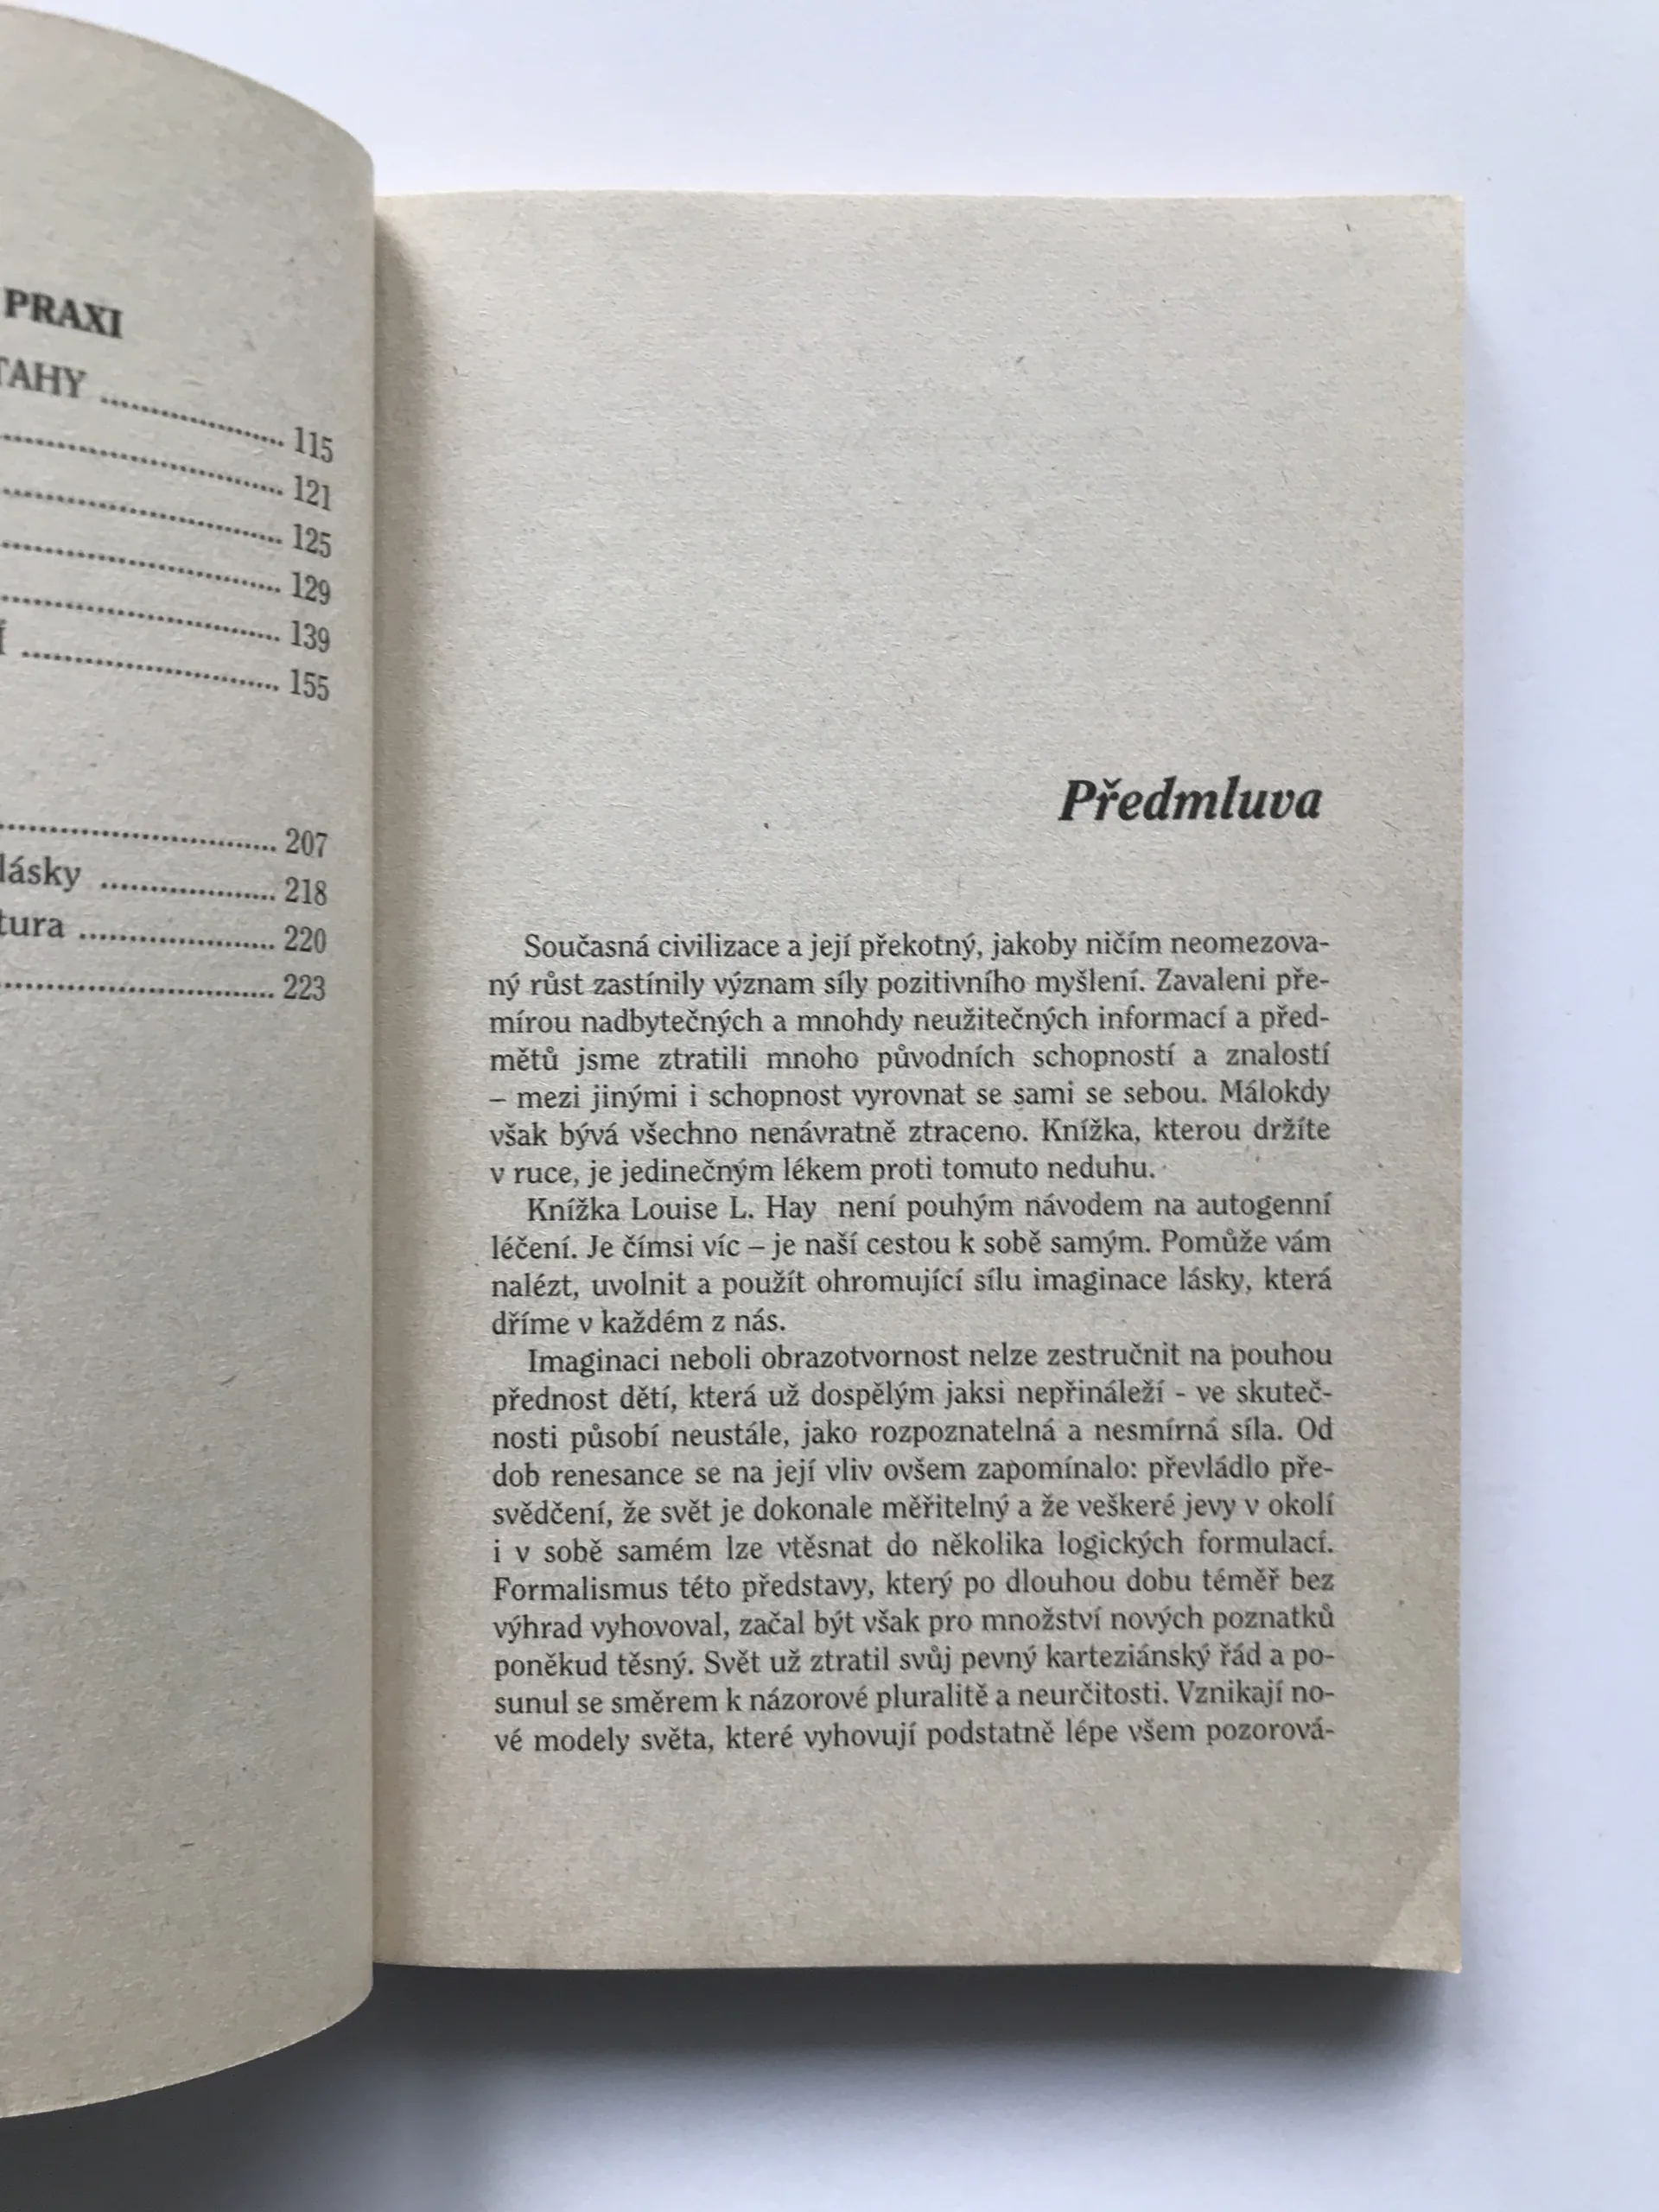 PRAXI
115
121
125
129
139
155
207
lásky 218
220
223
Předmluva
Současná civilizace a její překotný, jakoby ničím neomezova-
ný růst zastínily význam síly pozitivního myšlení. Zavaleni pře-
mírou nadbytečných a mnohdy neužitečných informací a před-
mětů jsme ztratili mnoho původních schopností a znalostí
– mezi jinými i schopnost vyrovnat se sami se sebou. Málokdy
však bývá všechno nenávratně ztraceno. Knížka, kterou držíte
v ruce, je jedinečným lékem proti tomuto neduhu.
Knížka Louise L. Hay není pouhým návodem na autogenní
léčení. Je čímsi víc – je naší cestou k sobě samým. Pomůže vám
nalézt, uvolnit a použít ohromující sílu imaginace lásky, která
dříme v každém z nás.
Imaginaci neboli obrazotvornost nelze zestručnit na pouhou
přednost dětí, která už dospělým jaksi nepřináleží - ve skuteč-
nosti působí neustále, jako rozpoznatelná a nesmírná síla. Od
dob renesance se na její vliv ovšem zapomínalo: převládlo pře-
svědčení, že svět je dokonale měřitelný a že veškeré jevy v okolí
i v sobě samém lze vtěsnat do několika logických formulací.
Formalismus této představy, který po dlouhou dobu téměř bez
výhrad vyhovoval, začal být však pro množství nových poznatků
poněkud těsný. Svět už ztratil svůj pevný karteziánský řád a po-
sunul se směrem k názorové pluralitě a neurčitosti. Vznikají no-
vé modely světa, které vyhovují podstatně lépe všem pozorová-